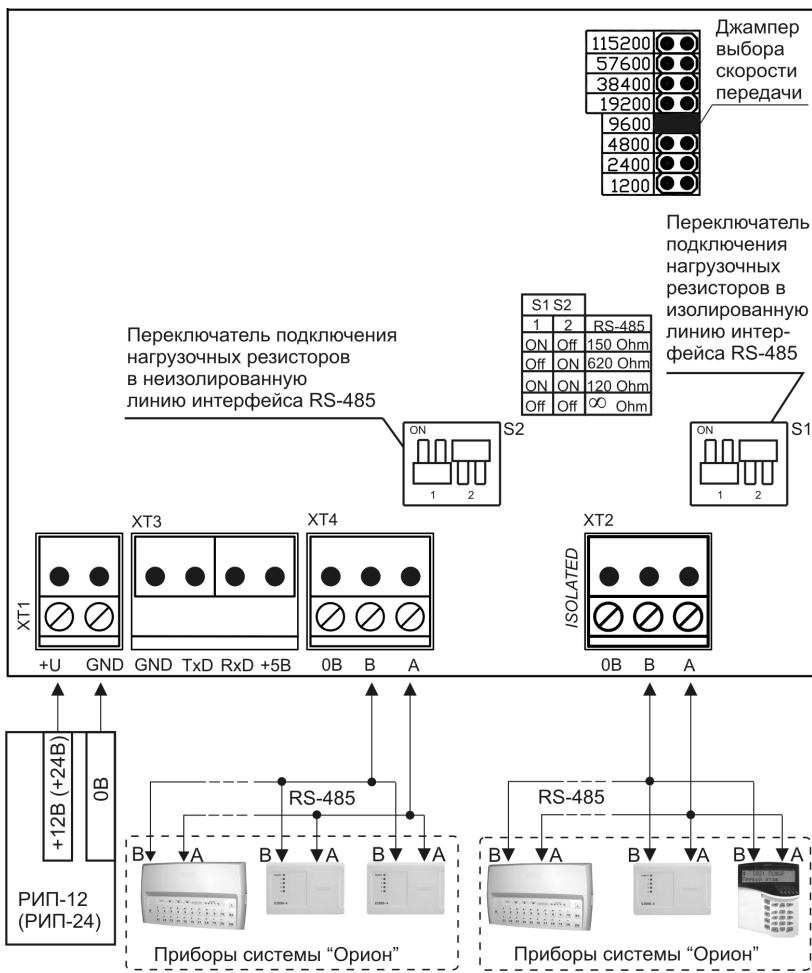 115200
57600
38400
19200
9600
4800
2400
1200
Джампер
выбора
скорости
передачи
Переключатель
подключения
нагрузочных
резисторов в
изолированную
линию интер-
фейса RS-485
S1 S2
1 2 RS-485
ON Off 150 Ohm
Off ON 620 Ohm
ON ON 120 Ohm
Off Off ∞ Ohm
Переключатель подключения
нагрузочных резисторов
в неизолированную
линию интерфейса RS-485
ON
1 2
S2
ON
1 2
S1
XT1
XT3
XT4
XT2
ISOLATED
+U GND GND TxD RxD +5В 0В B A
0В B A
+12В (+24В)
0В
РИП-12
(РИП-24)
RS-485
B A B A B A
Приборы системы “Орион”
RS-485
B A B A B A
Приборы системы “Орион”